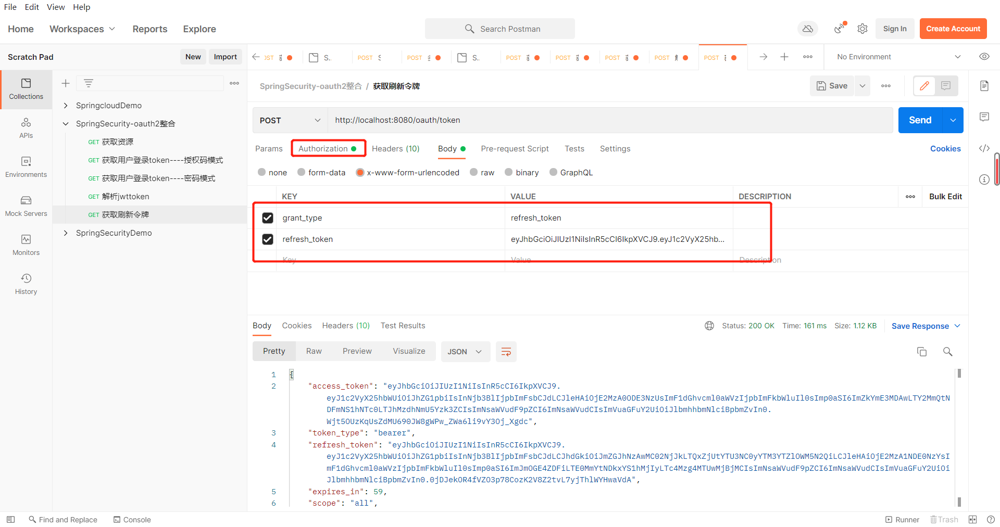 File Edit View Help
Home Workspaces Reports Explore Search Postman Sign In Create Account
Scratch Pad New Import
OST S.. POST S POST S.. POST POST POST POST POST No Environment
Collections
APIs
Environments
Mock Servers
Monitors
History
SpringcloudDemo
SpringSecurity-oauth2整合
GET 获取资源
GET 获取用户登录token----授权码模式
GET 获取用户登录token----密码模式
GET 解析jwttoken
GET 获取刷新令牌
SpringSecurityDemo
SpringSecurity-oauth2整合 / 获取刷新令牌 Save
POST http://localhost:8080/oauth/token Send
Params Authorization Headers (10) Body Pre-request Script Tests Settings Cookies
none form-data x-www-form-urlencoded raw binary GraphQL
KEY VALUE DESCRIPTION Bulk Edit
grant_type refresh_token
refresh_token eyJhbGciOiJIUzI1NiIsInR5cCI6IkpXVCJ9.eyJ1c2VyX25hb...
Key Value Description
Body Cookies Headers (10) Test Results Status: 200 OK Time: 161 ms Size: 1.12 KB Save Response
Pretty Raw Preview Visualize JSON
1 {
2 "access_token": "eyJhbGciOiJIUzI1NiIsInR5cCI6IkpXVCJ9.
eyJ1c2VyX25hbWUiOiJhZG1pbiIsInNjb3BlIjpbImFsbCJdLCJleHAiOjE2MzA0ODE3NzUsImF1dGhvcml0aWVzIjpbImFkbWluIl0sImp0aSI6ImZkYmE3MDAwLTY2MmQtN
DFmNS1hNTc0LTJhMzdhNmU5Yzk3ZCIsImNsaWVudF9pZCI6ImNsaWVudCIsImVuaGFuY2UiOiJlbmhhbmNlciBpbmZvIn0.
Wjt5OUzKqUsZdMU690JW8gWPw_ZWa6li9vY3Oj_Xgdc",
3 "token_type": "bearer",
4 "refresh_token": "eyJhbGciOiJIUzI1NiIsInR5cCI6IkpXVCJ9.
eyJ1c2VyX25hbWUiOiJhZG1pbiIsInNjb3BlIjpbImFsbCJdLCJhdGkiOiJmZGJhNzAwMC02NjJkLTQxZjUtYTU3NC0yYTM3YTZlOWM5N2QiLCJleHAiOjE2MzA1NDE0NzYsI
mF1dGhvcml0aWVzIjpbImFkbWluIl0sImp0aSI6ImJmOGE4ZDFiLTE0MmYtNDkxYS1hMjIyLTc4Mzg4MTUwMjBjMCIsImNsaWVudF9pZCI6ImNsaWVudCIsImVuaGFuY2UiOi
JlbmhhbmNlciBpbmZvIn0.0jDJekOR4fVZO3p78CozK2V8Z2tvL7yjThlWYHwaVdA",
5 "expires_in": 59,
6 "scope": "all",
Find and Replace Console Runner Trash